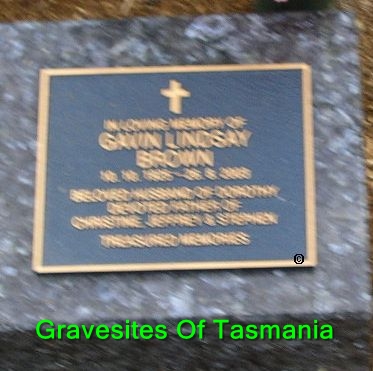 IN LOVING MEMORY OF
GAVIN LINDSAY
BROWN
BELOVED HUSBAND OF DOROTHY
DEVOTED FATHER OF
CHRISTINE, JEFFREY & STEPHEN
TREASURED MEMORIES
©
Gravesites Of Tasmania